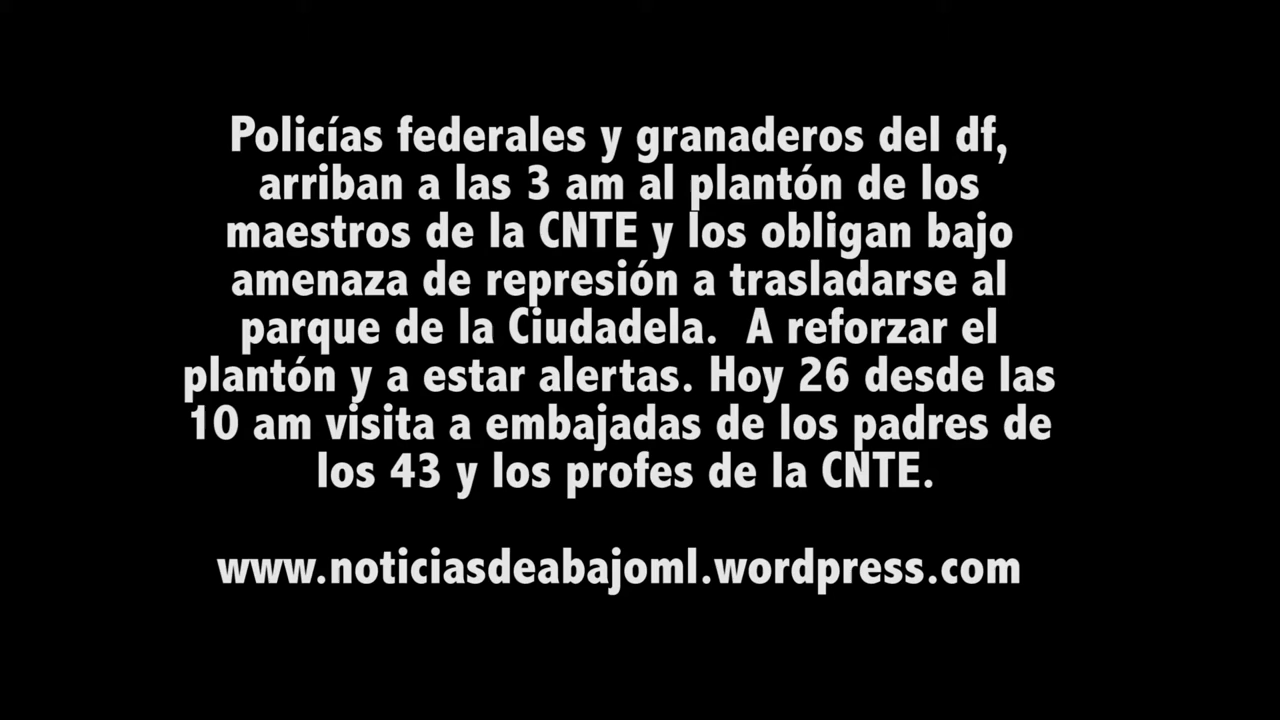 Policías federales y granaderos del df,
arriban a las 3 am al plantón de los
maestros de la CNTE y los obligan bajo
amenaza de represión a trasladarse al
parque de la Ciudadela.  A reforzar el
plantón y a estar alertas. Hoy 26 desde las
10 am visita a embajadas de los padres de
los 43 y los profes de la CNTE.
www.noticiasdeabajoml.wordpress.com